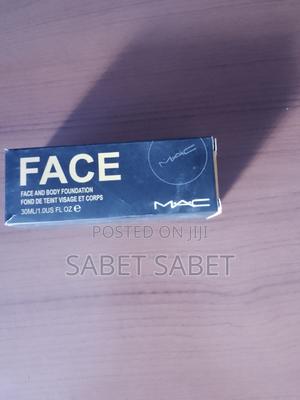 MAC
FACE
FACE AND BODY FOUNDATION
FOND DE TEINT VISAGE ET CORPS
30ML/1.0US FL OZ ℮
MAC
POSTED ON JIJI
SABET SABET